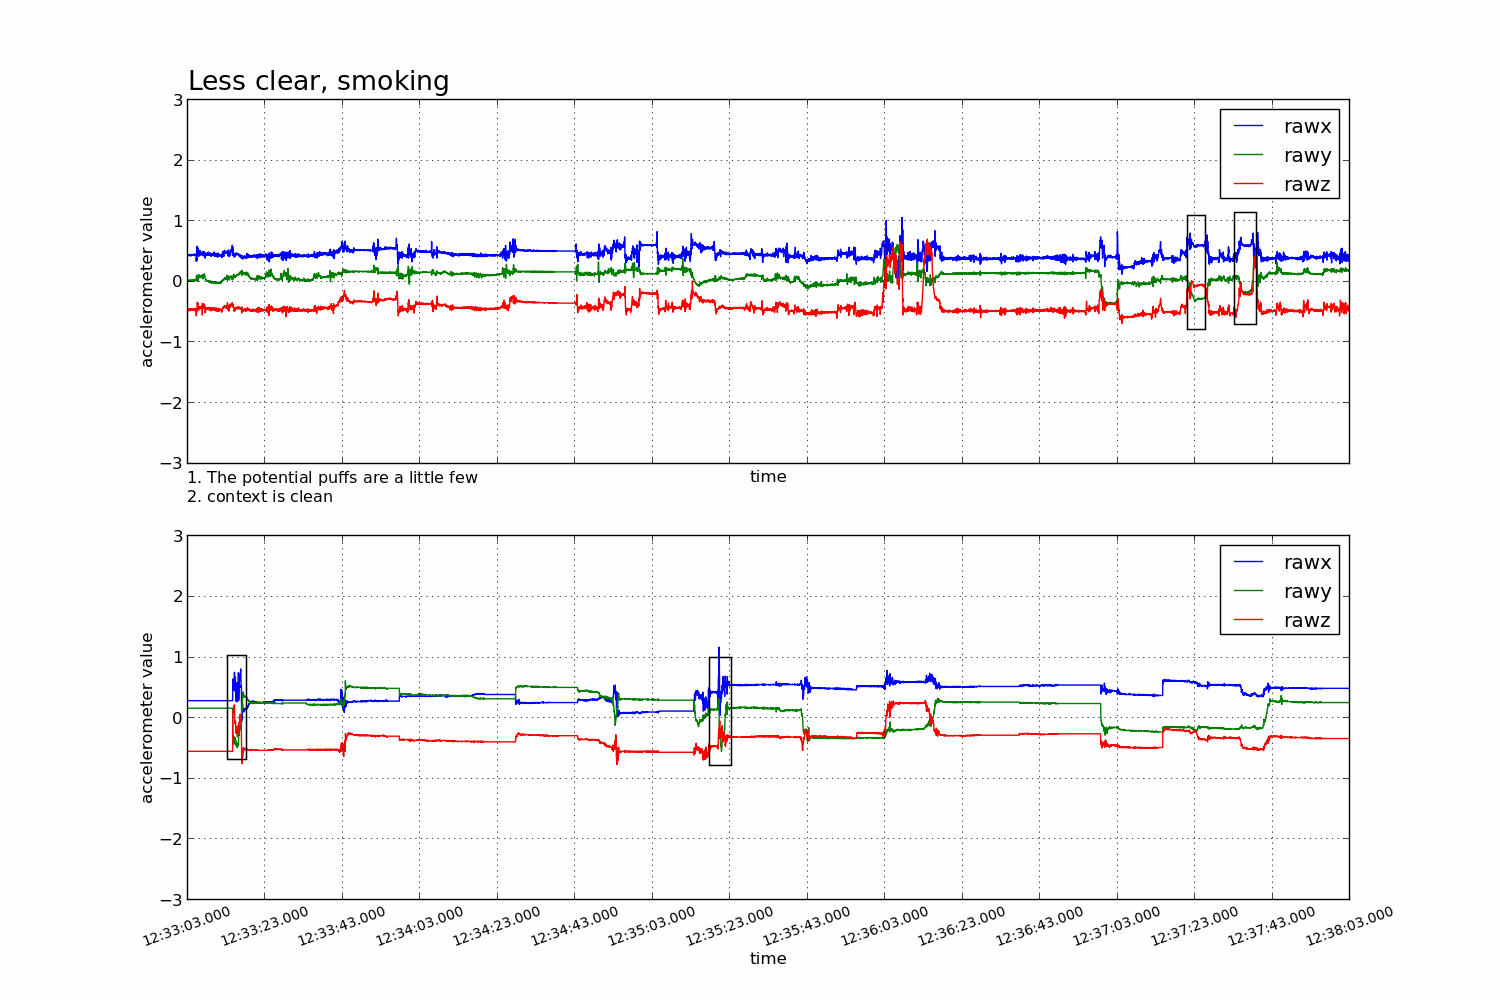 Less clear, smoking
3
2
1
0
−1
−2
−3
accelerometer value
rawx
rawy
rawz
time
1. The potential puffs are a little few
2. context is clean
3
2
1
0
−1
−2
−3
accelerometer value
rawx
rawy
rawz
12:33:03.000 12:33:23.000 12:33:43.000 12:34:03.000 12:34:23.000 12:34:43.000 12:35:03.000 12:35:23.000 12:35:43.000 12:36:03.000 12:36:23.000 12:36:43.000 12:37:03.000 12:37:23.000 12:37:43.000 12:38:03.000
time